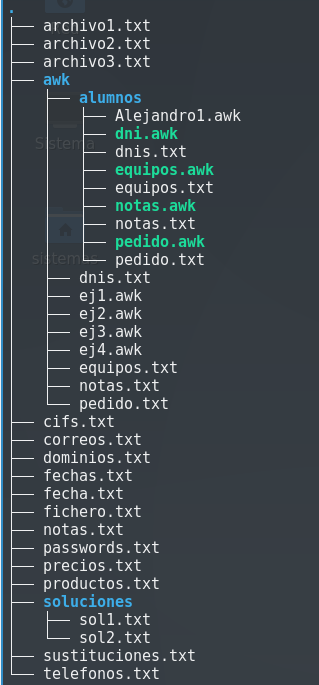 .
├── archivo1.txt
├── archivo2.txt
├── archivo3.txt
├── awk
│   ├── alumnos
│   │   ├── Alejandro1.awk
│   │   ├── dni.awk
│   │   ├── dnis.txt
│   │   ├── equipos.awk
│   │   ├── equipos.txt
│   │   ├── notas.awk
│   │   ├── notas.txt
│   │   ├── pedido.awk
│   │   └── pedido.txt
│   ├── dnis.txt
│   ├── ej1.awk
│   ├── ej2.awk
│   ├── ej3.awk
│   ├── ej4.awk
│   ├── equipos.txt
│   ├── notas.txt
│   └── pedido.txt
├── cifs.txt
├── correos.txt
├── dominios.txt
├── fechas.txt
├── fecha.txt
├── fichero.txt
├── notas.txt
├── passwords.txt
├── precios.txt
├── productos.txt
├── soluciones
│   ├── sol1.txt
│   └── sol2.txt
├── sustituciones.txt
└── telefonos.txt
Sistema
sistemas